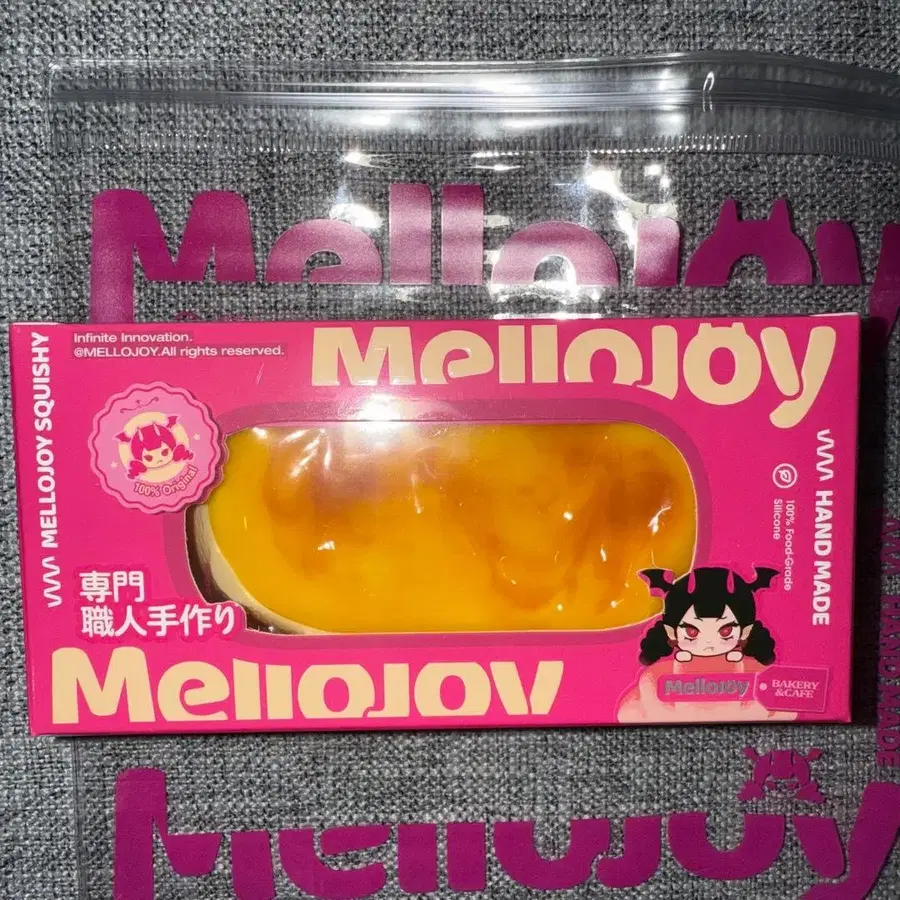 Mellojoy
Infinite Innovation.
@MELLOJOY.All rights reserved.
Mellojoy
MELLOJOY SQUISHY
100% Original
HAND MADE
100% Food-Grade
Silicone
専門
職人手作り
Mellojoy
Mellojoy
BAKERY
&CAFE
HAND MADE
Mellojoy